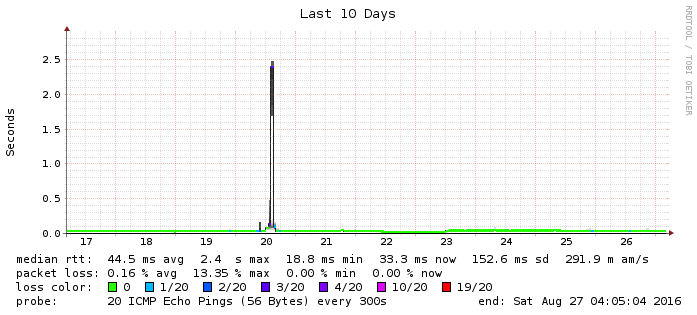 Last 10 Days
RRDTOOL / TOBI OETIKER
Seconds
2.5
2.0
1.5
1.0
0.5
0.0
17 18 19 20 21 22 23 24 25 26
median rtt: 44.5 ms avg 2.4 s max 18.8 ms min 33.3 ms now 152.6 ms sd 291.9 m am/s
packet loss: 0.16 % avg 13.35 % max 0.00 % min 0.00 % now
loss color: 0 1/20 2/20 3/20 4/20 10/20 19/20
probe: 20 ICMP Echo Pings (56 Bytes) every 300s end: Sat Aug 27 04:05:04 2016